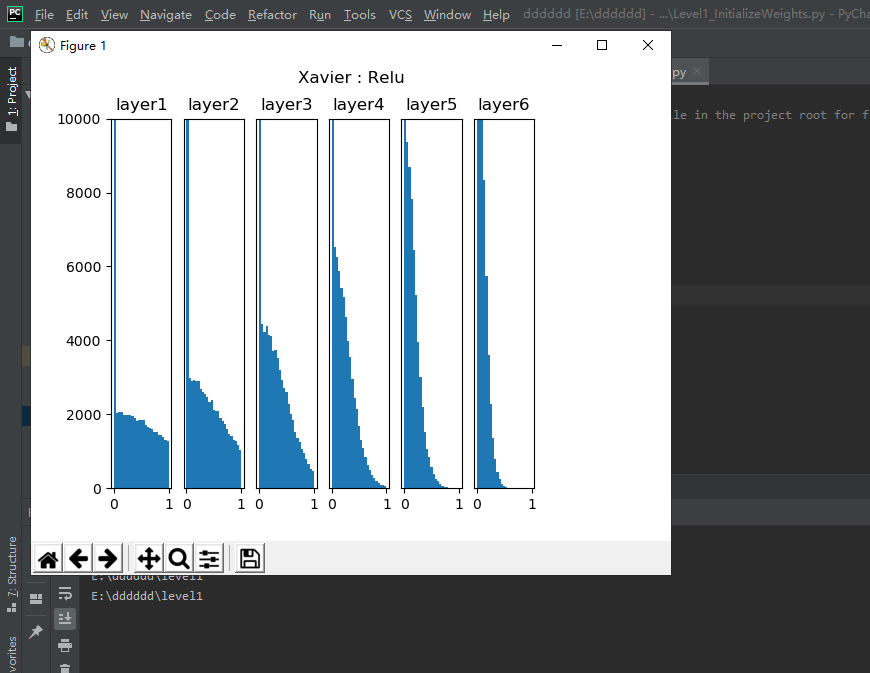 PC File Edit View Navigate Code Refactor Run Tools VCS Window Help dddddd [E:\dddddd] - ...\Level1_InitializeWeights.py - PyCha
Figure 1
py
1: Project
le in the project root for f
Xavier : Relu
layer1 layer2 layer3 layer4 layer5 layer6
10000
8000
6000
4000
2000
0
0 1 0 1 0 1 0 1 0 1 0 1
E:\dddddd\level1
E:\dddddd\level1
7: Structure
vorites